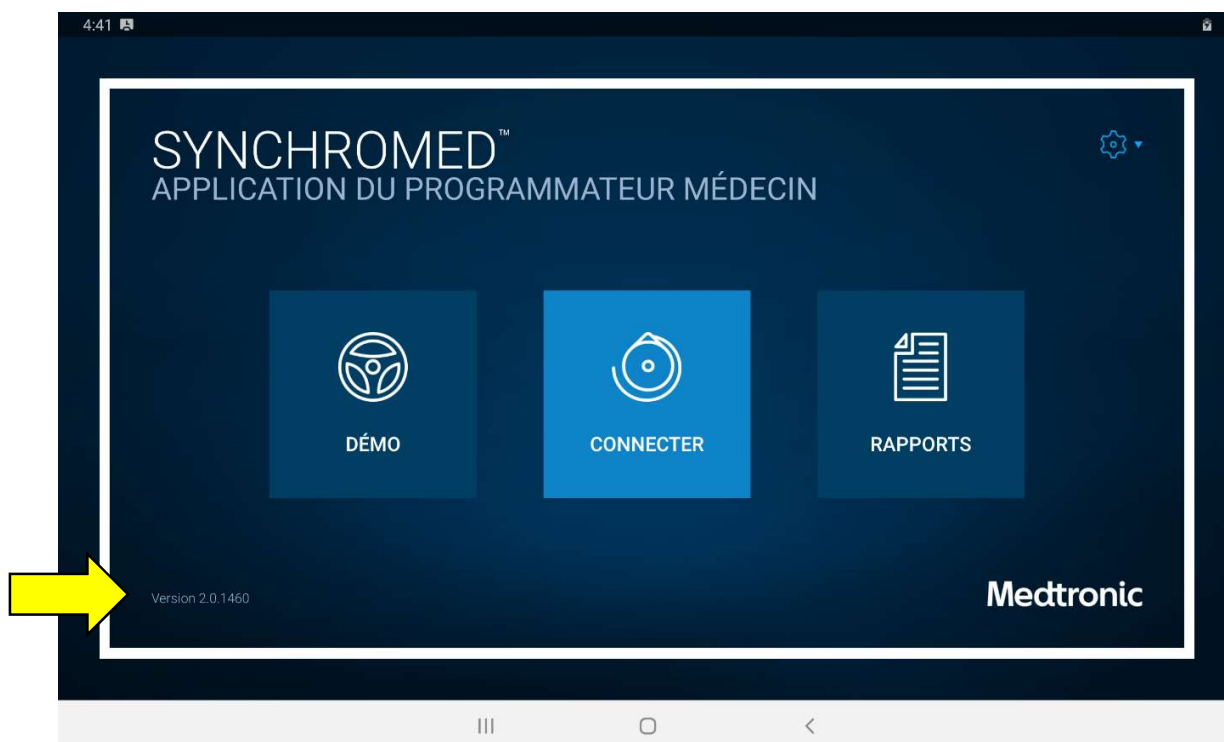 4:41
SYNCHROMED™
APPLICATION DU PROGRAMMATEUR MÉDECIN
DÉMO
CONNECTER
RAPPORTS
Version 2.0.1460
Medtronic